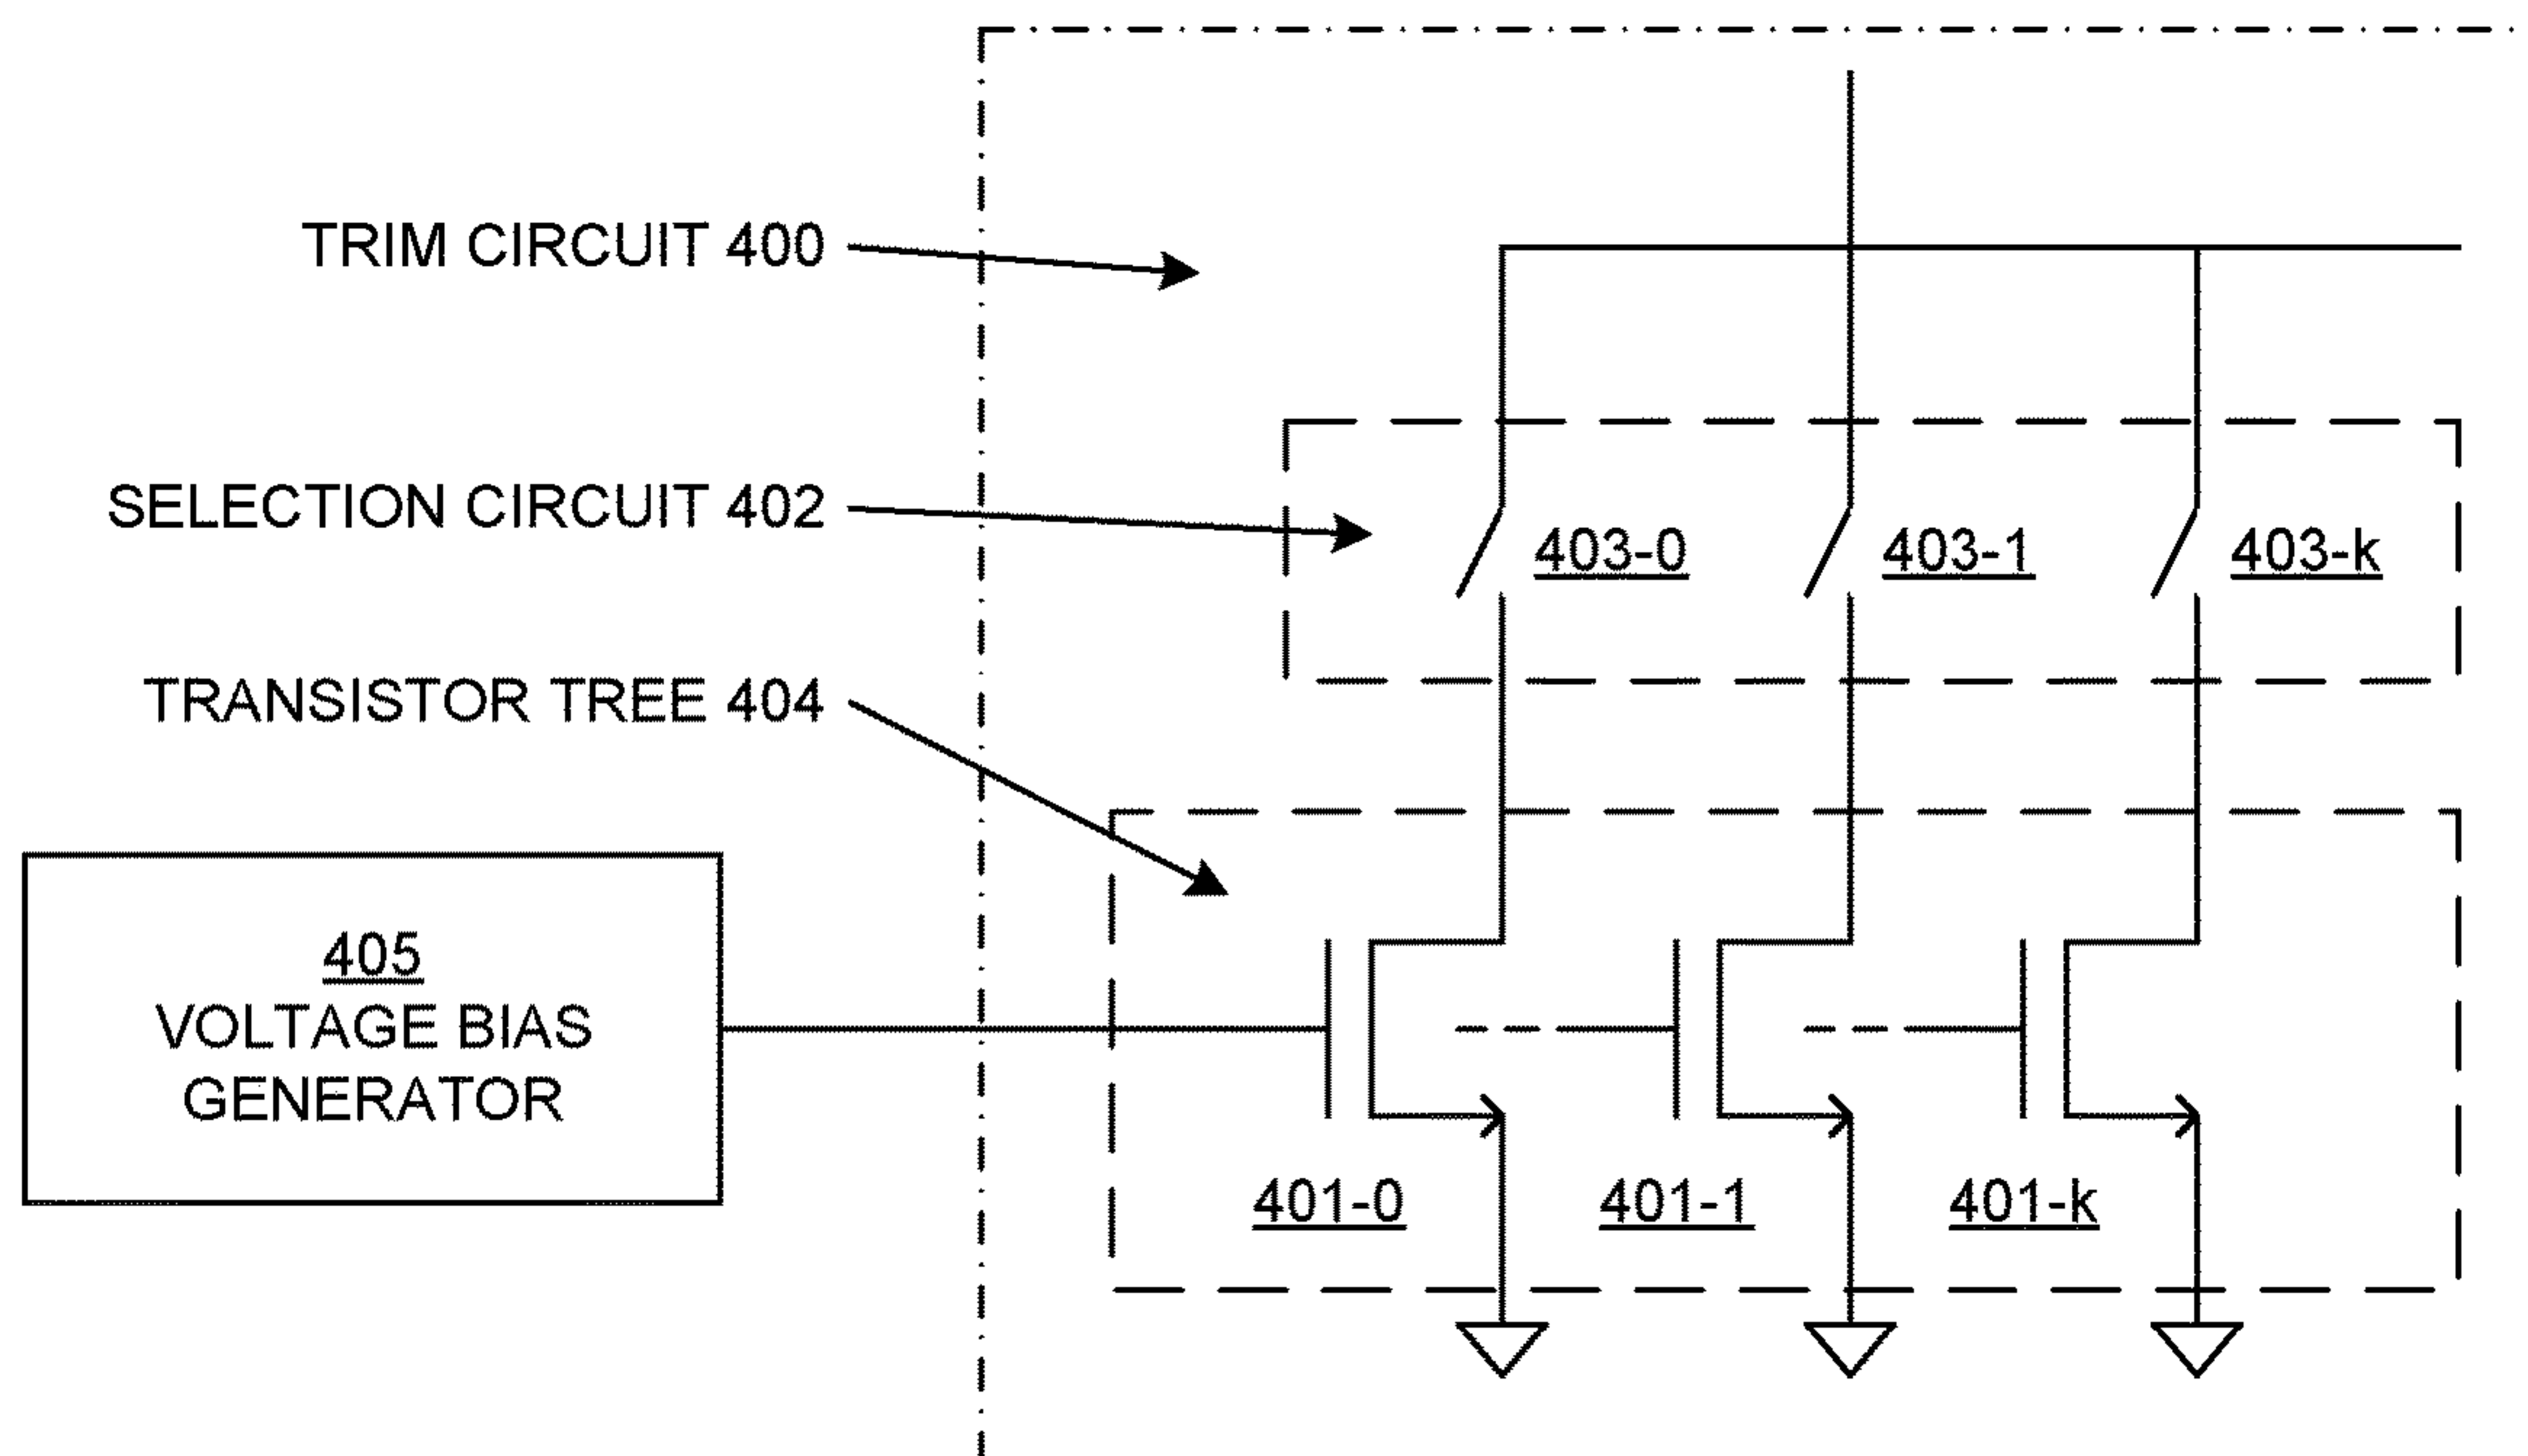 TRIM CIRCUIT 400
SELECTION CIRCUIT 402
403-0 403-1 403-k
TRANSISTOR TREE 404
405
VOLTAGE BIAS
GENERATOR
401-0 401-1 401-k